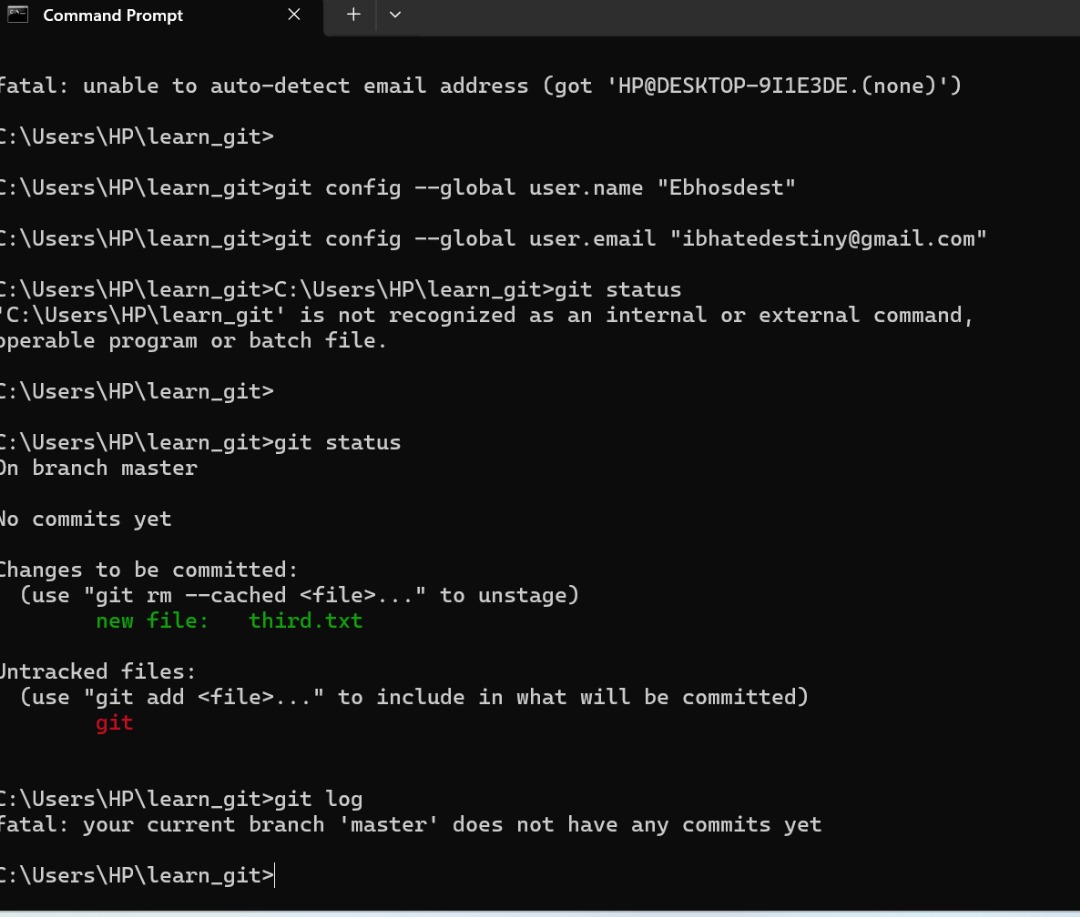 Command Prompt
fatal: unable to auto-detect email address (got 'HP@DESKTOP-9I1E3DE.(none)')
C:\Users\HP\learn_git>
C:\Users\HP\learn_git>git config --global user.name "Ebhosdest"
C:\Users\HP\learn_git>git config --global user.email "ibhatedestiny@gmail.com"
C:\Users\HP\learn_git>C:\Users\HP\learn_git>git status
'C:\Users\HP\learn_git' is not recognized as an internal or external command,
operable program or batch file.
C:\Users\HP\learn_git>
C:\Users\HP\learn_git>git status
On branch master
No commits yet
Changes to be committed:
  (use "git rm --cached <file>..." to unstage)
        new file:   third.txt
Untracked files:
  (use "git add <file>..." to include in what will be committed)
        git
C:\Users\HP\learn_git>git log
fatal: your current branch 'master' does not have any commits yet
C:\Users\HP\learn_git>